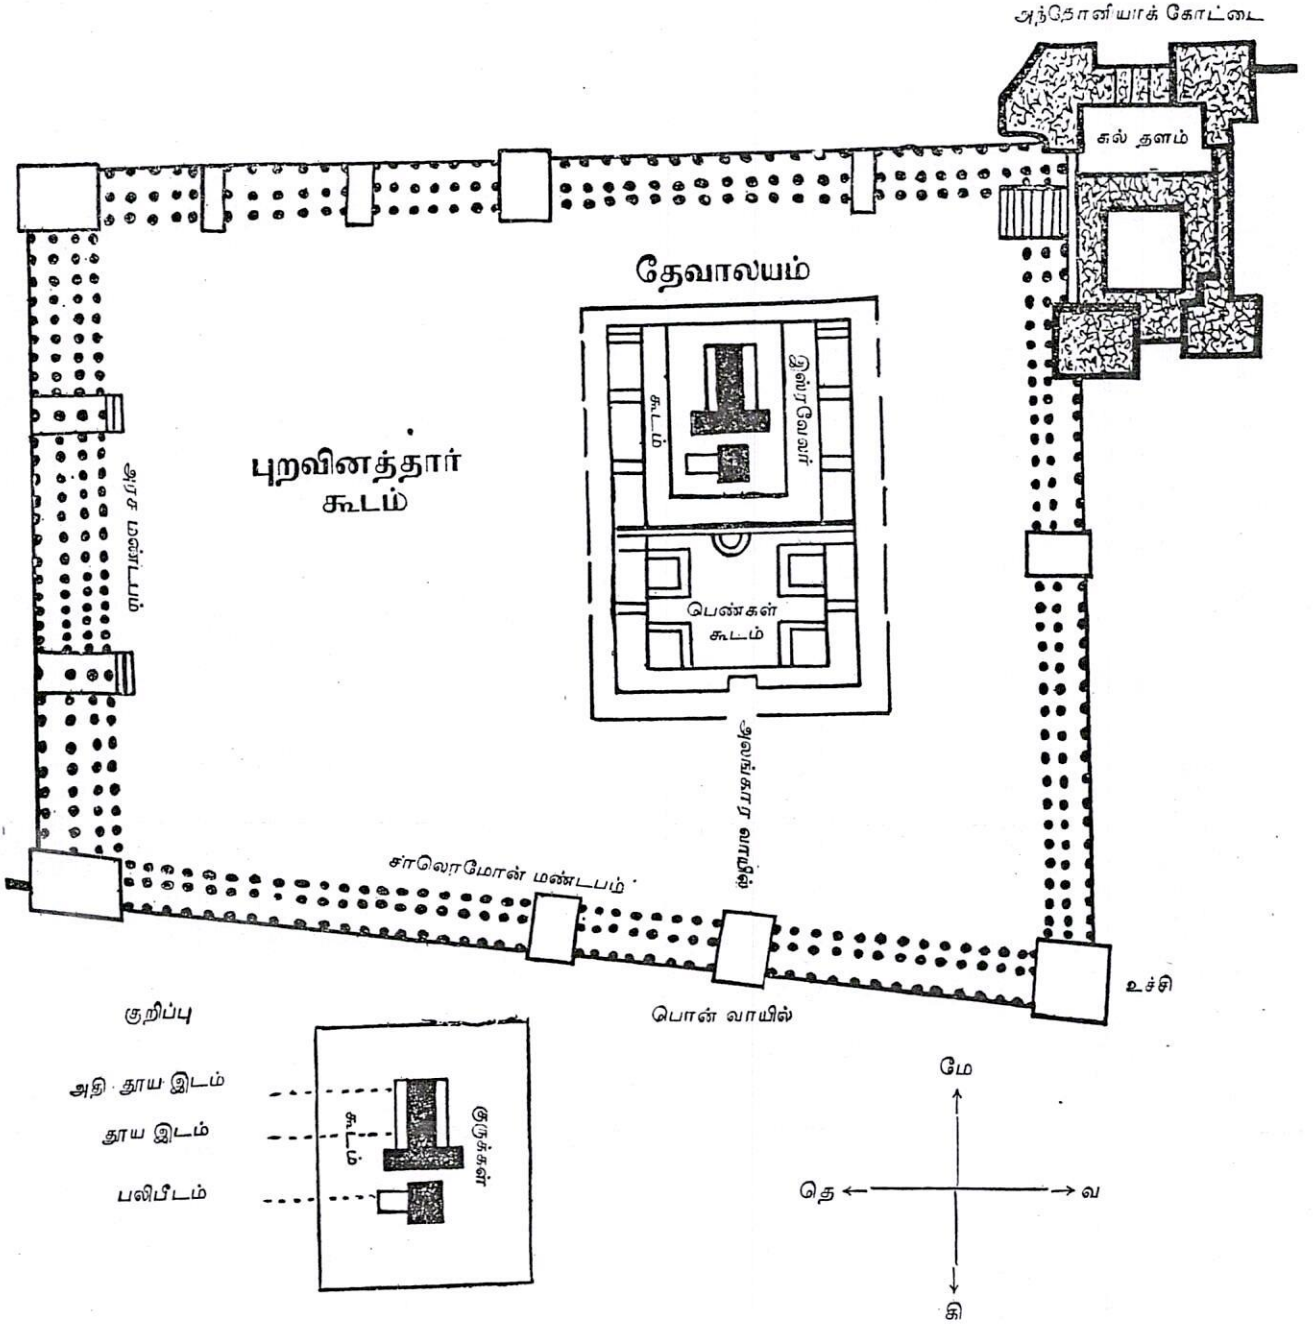 அந்தோனியாக் கோட்டை
கல் தளம்
தேவாலயம்
இஸ்ரவேலர்
கூடம்
புறவினத்தார்
கூடம்
அரச மண்டபம்
பெண்கள்
கூடம்
அலங்கார வாயில்
சாலொமோன் மண்டபம்
உச்சி
பொன் வாயில்
குறிப்பு
அதி தூய இடம்
தூய இடம்
பலிபீடம்
குருக்கள்
கூடம்
மே
தெ
வ
கி